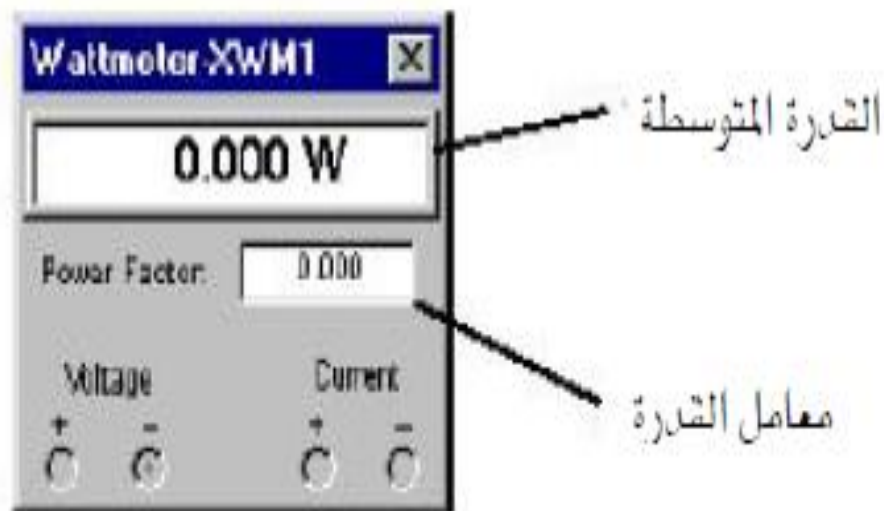 Wattmeter-XWM1 X
القدرة المتوسطة
0.000 W
Power Factor: 0.000
Voltage Current
+ - + -
معامل القدرة